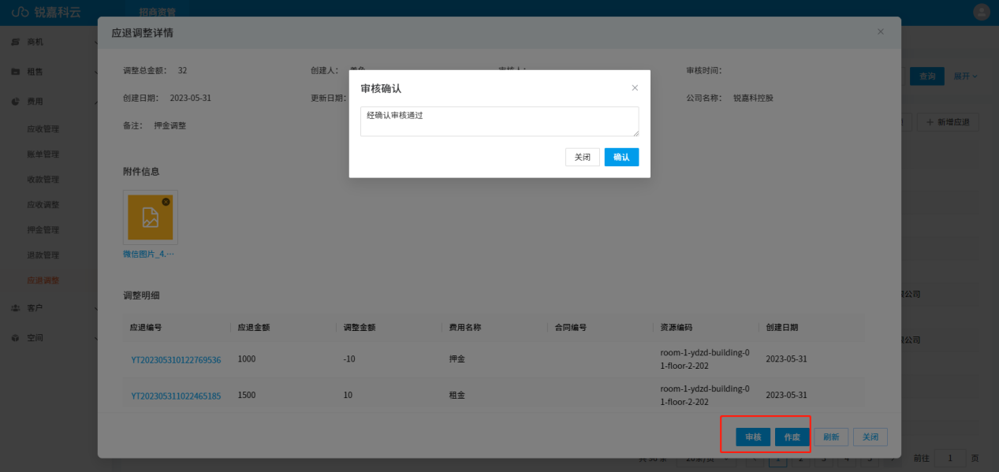 锐嘉科云
招商资管
应退调整详情
商机
租售
费用
应收管理
账单管理
收款管理
应收调整
押金管理
退款管理
应退调整
客户
空间
查询
展开
+ 新增应退
调整总金额: 32
创建人:
审核人:
审核时间:
创建日期: 2023-05-31
更新日期:
公司名称: 锐嘉科控股
备注: 押金调整
审核确认
经确认审核通过
关闭
确认
附件信息
微信图片_4.…
调整明细
应退编号 应退金额 调整金额 费用名称 合同编号 资源编码 创建日期
YT202305310122769536 1000 -10 押金 room-1-ydzd-building-0 2023-05-31
1-floor-2-202
YT202305311022465185 1500 10 租金 room-1-ydzd-building-0 2023-05-31
1-floor-2-202
公司
公司
审核 作废 刷新 关闭
1 2 3 4 5
前往 1 页